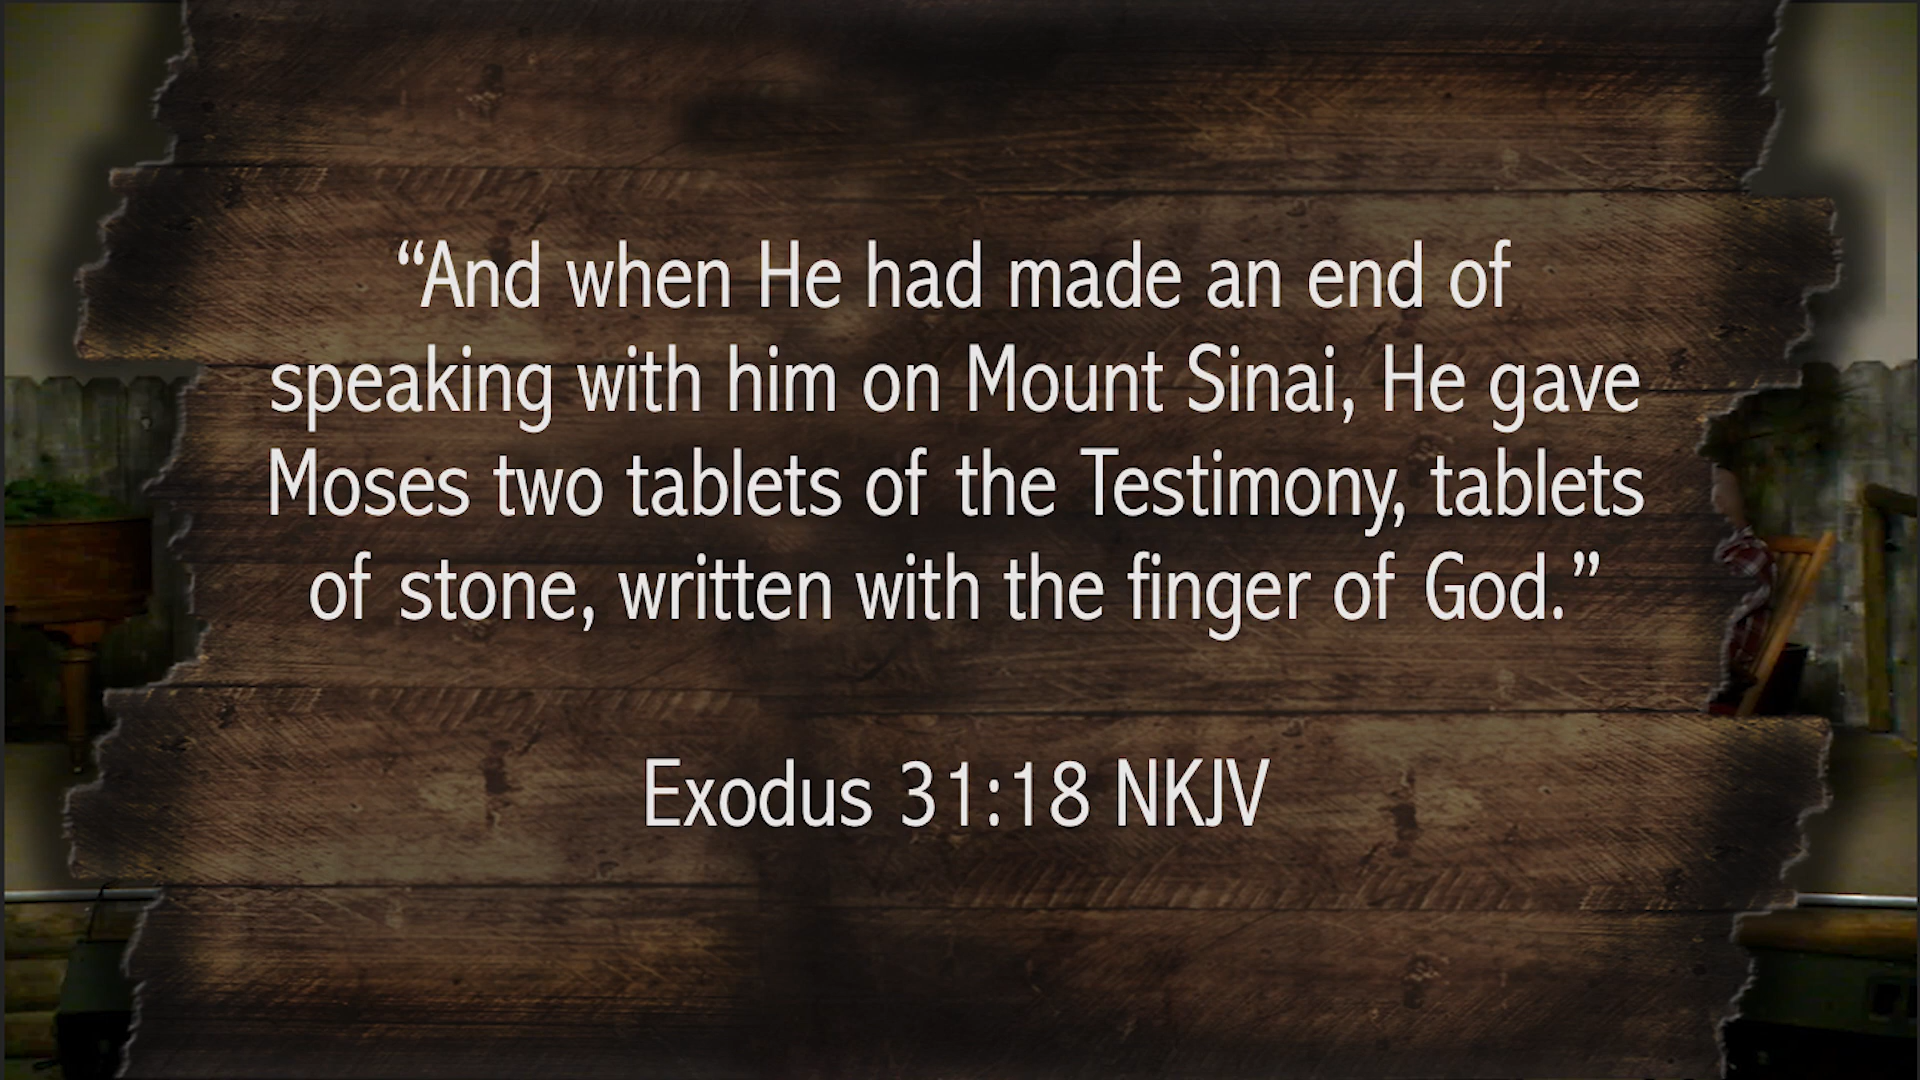 “And when He had made an end of
speaking with him on Mount Sinai, He gave
Moses two tablets of the Testimony, tablets
of stone, written with the finger of God.”
Exodus 31:18 NKJV